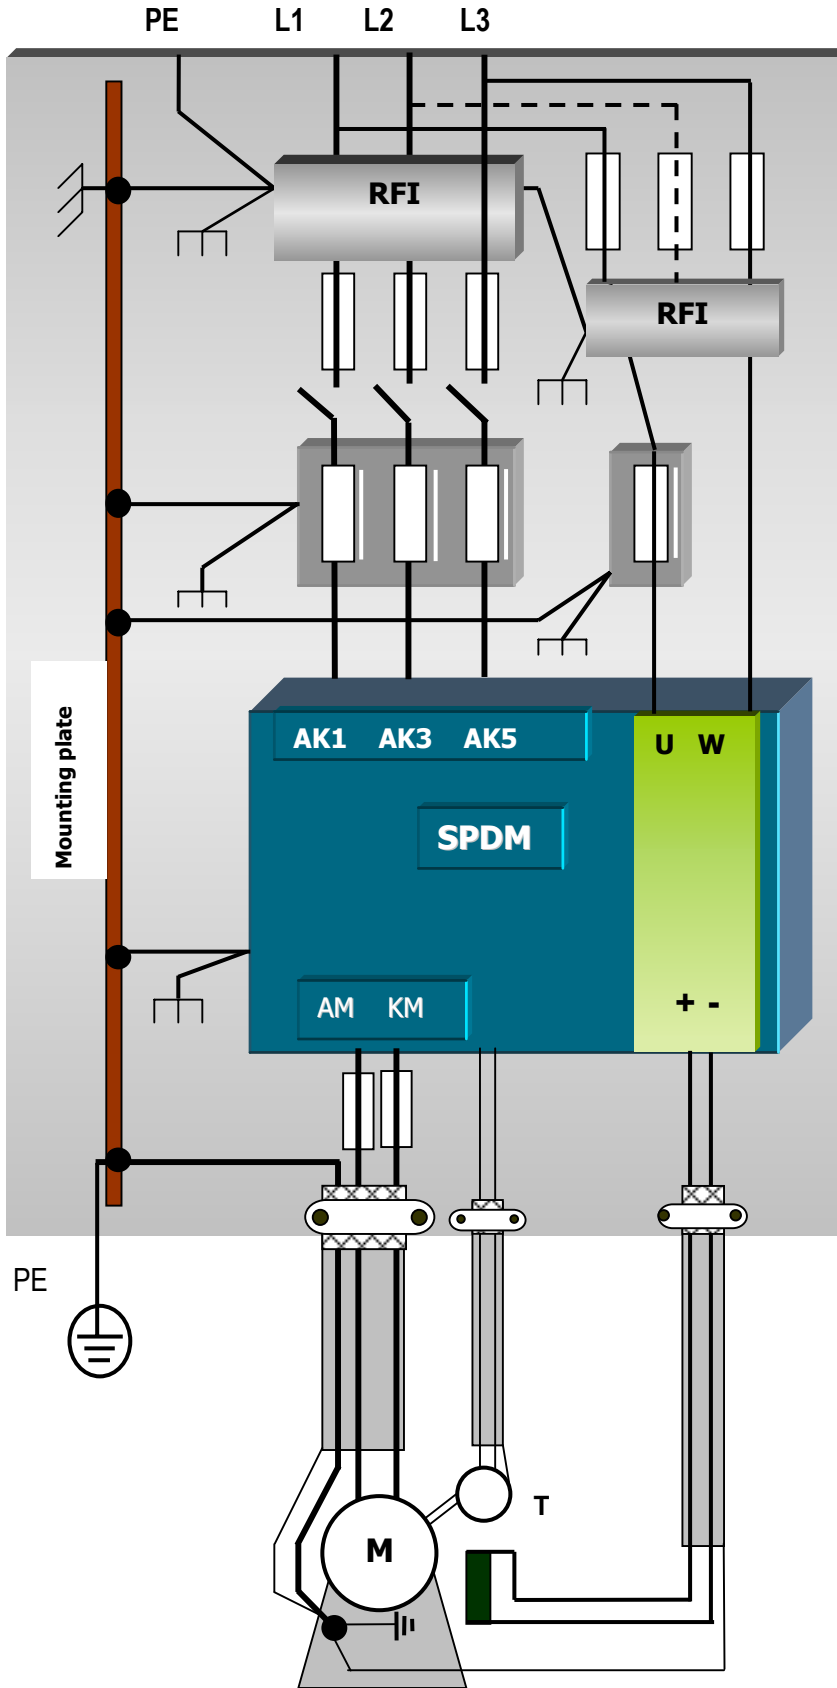 PE L1 L2 L3
RFI
RFI
Mounting plate
AK1 AK3 AK5
U W
SPDM
AM KM
+ -
PE
T
M